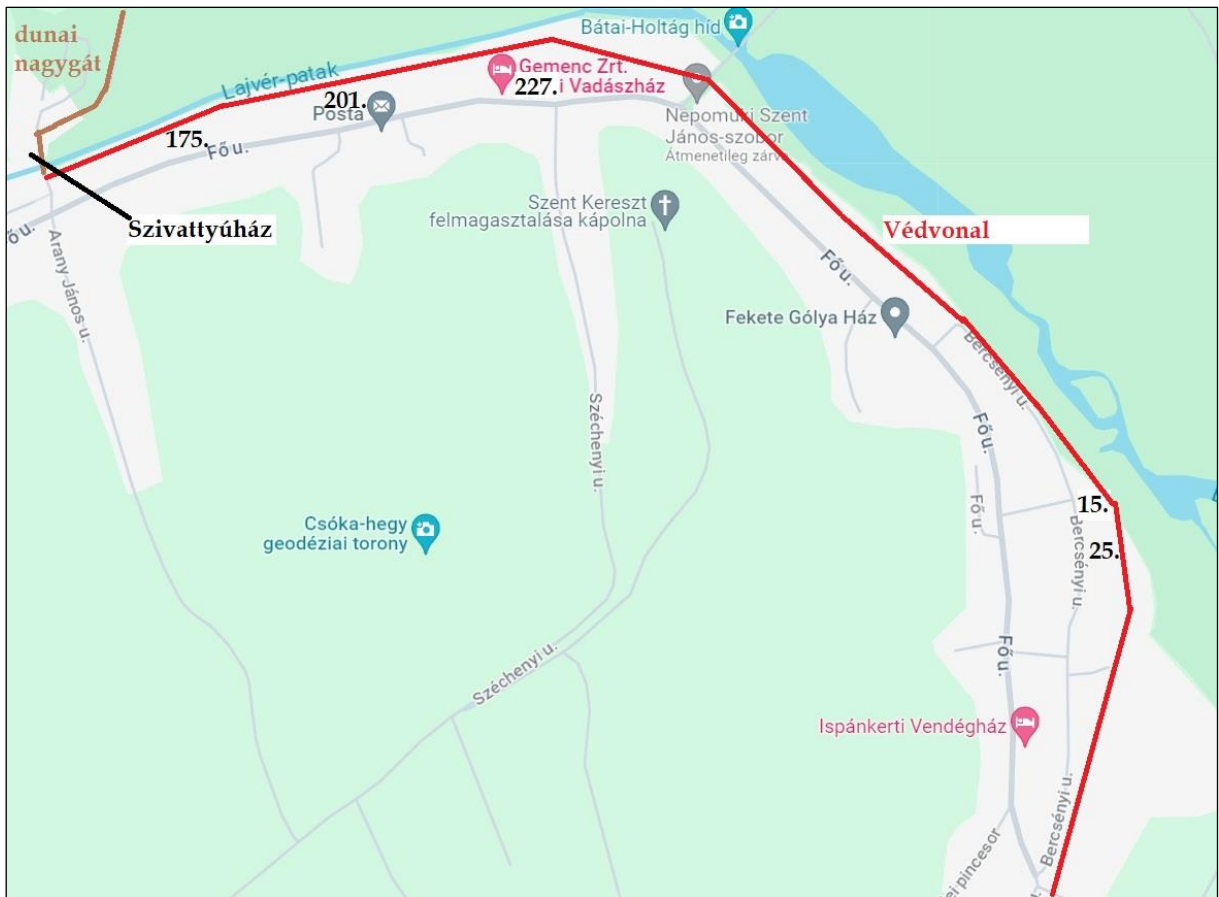 dunai
nagygát
Lajvér-patak
Bátai-Holtág híd
Gemenc Zrt.
227.i Vadászház
201.
Posta
175.
Fő u.
Nepomuki Szent
János-szobor
Átmenetileg zárv
Szivattyúház
ő u.
Arany János u.
Szent Kereszt
felmagasztalása kápolna
Védvonal
Fő u.
Fekete Gólya Ház
Bercsényi u.
Széchenyi u.
Fő u.
Fő u.
15.
25.
Bercsényi u.
Csóka-hegy
geodéziai torony
Széchenyi u.
Fő u.
Ispánkerti Vendégház
Bercsényi u.
ei pincesor
u.